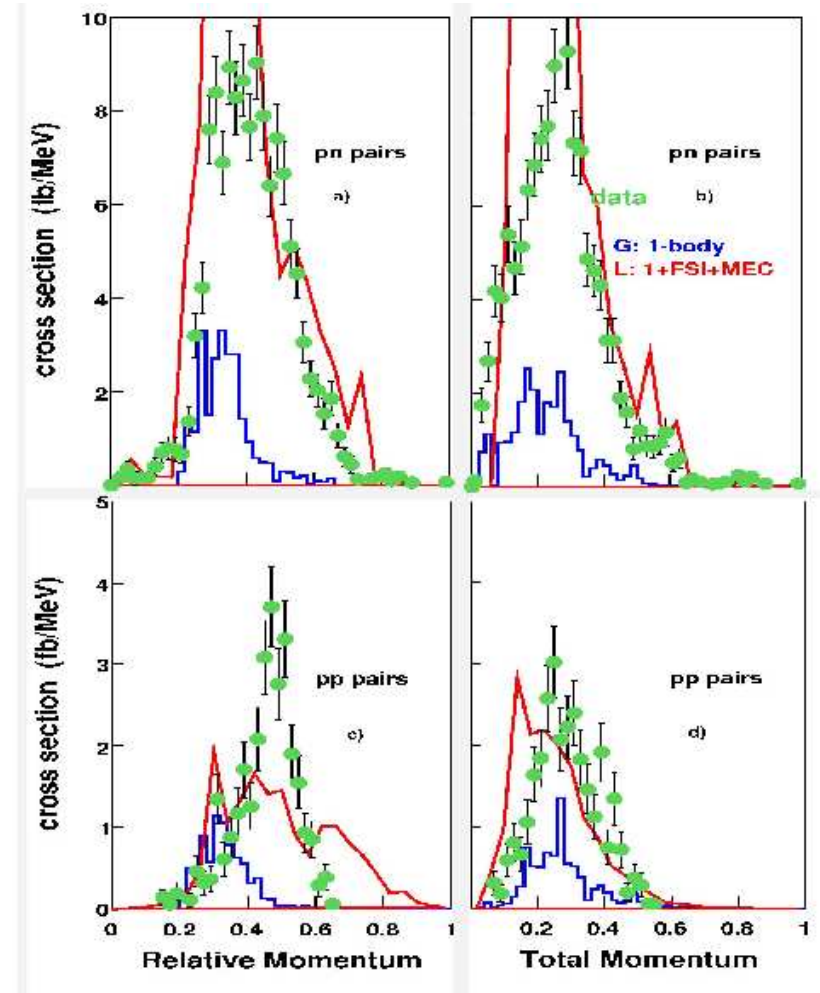 10
8
6
4
2
cross section (fb/MeV)
pn pairs
a)
pn pairs
data
b)
G: 1-body
L: 1+FSI+MEC
5
4
3
2
1
0
cross section (fb/MeV)
pp pairs
c)
pp pairs
d)
0 0.2 0.4 0.6 0.8 1
0.2 0.4 0.6 0.8 1
Relative Momentum
Total Momentum